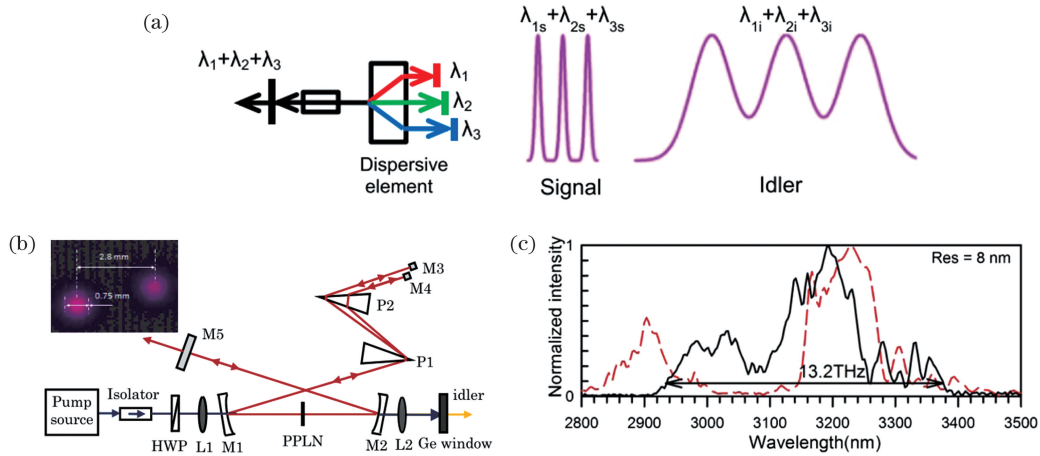 (a)
λ1+λ2+λ3
λ1
λ2
λ3
Dispersive
element
λ1s+λ2s+λ3s
Signal
λ1i+λ2i+λ3i
Idler
(b)
2.8 mm
0.75 mm
M5
M3
M4
P2
P1
Pump
source
Isolator
HWP
L1
M1
PPLN
M2
L2
Ge window
idler
(c)
Normalized intensity
1
0
Res = 8 nm
13.2THz
2800
2900
3000
3100
3200
3300
3400
3500
Wavelength(nm)